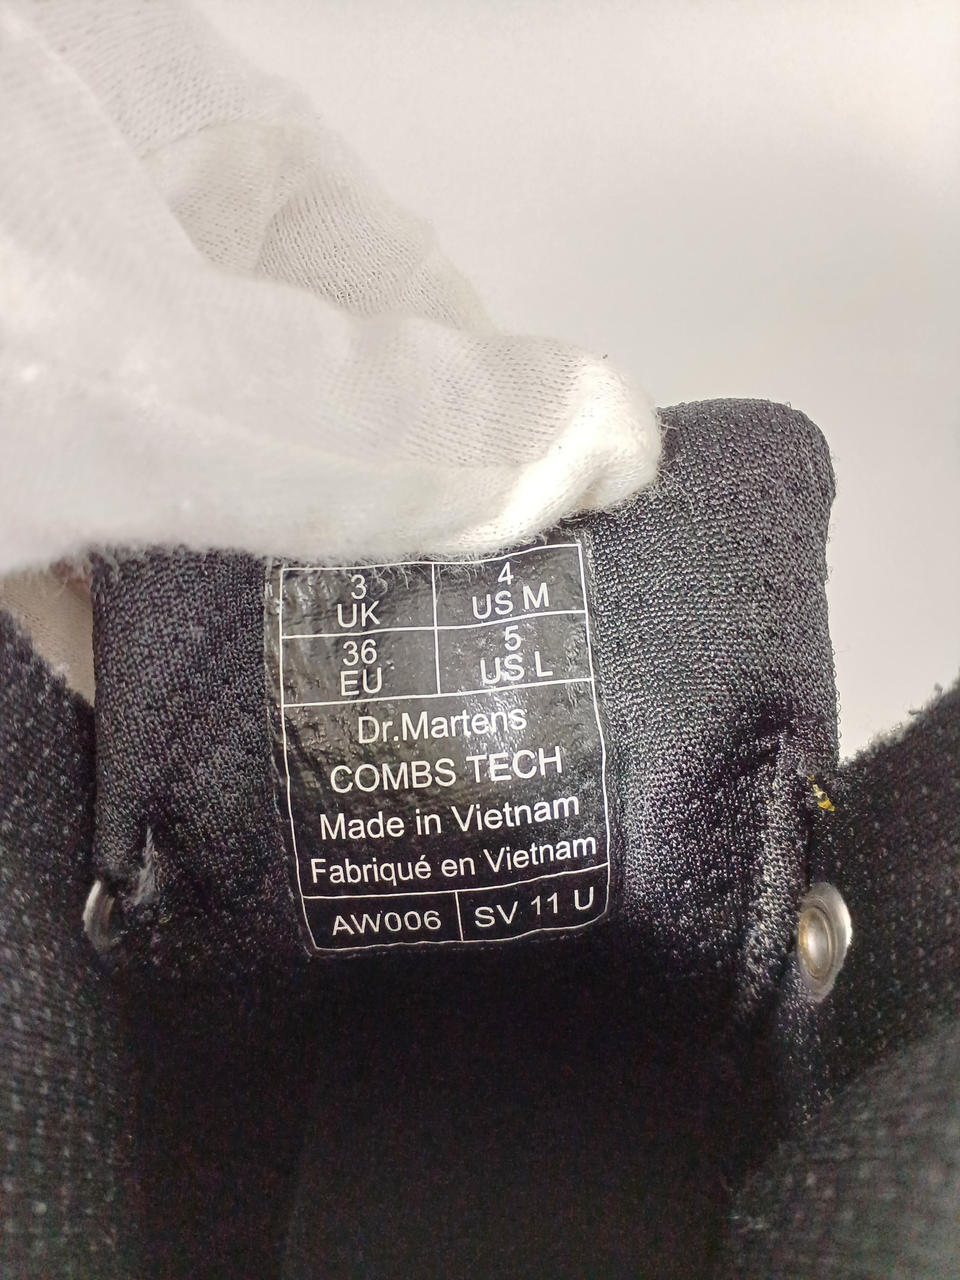 3 UK
4 US M
36 EU
5 US L
Dr.Martens
COMBS TECH
Made in Vietnam
Fabriqué en Vietnam
AW006 SV 11 U